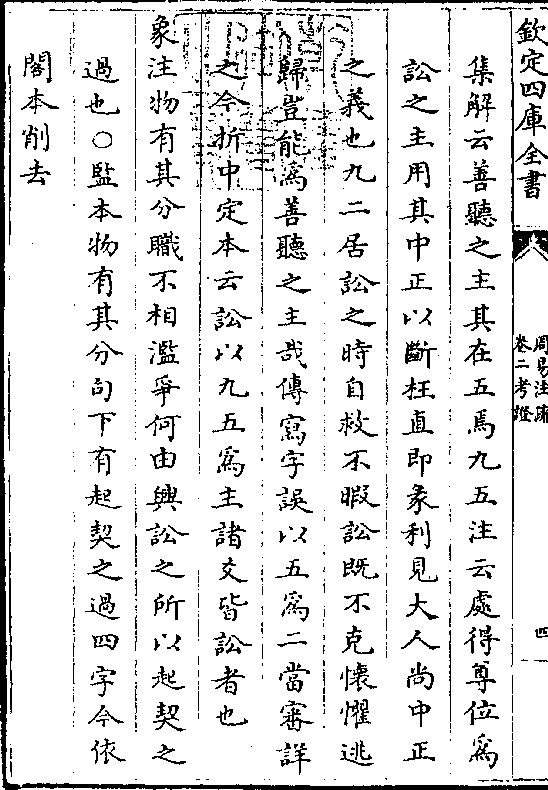 欽定四庫全書
周易注疏
卷二考證
四
集解云善聽之主其在五焉九五注云處得尊位為
訟之主用其中正以斷枉直即彖利見大人尚中正
之義也九二居訟之時自救不暇訟既不克懷懼逃
歸豈能為善聽之主哉傳寫字誤以五為二當審詳
之今折中定本云訟以九五為主諸爻皆訟者也
象注物有其分職不相濫爭何由興訟之所以起契之
過也○監本物有其分句下有起契之過四字今依
閣本削去